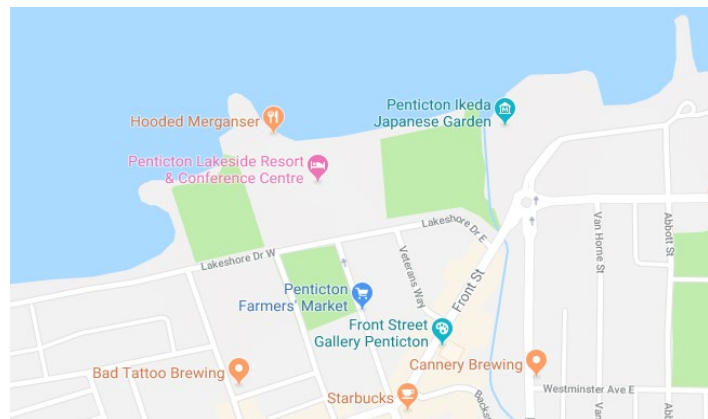 Penticton Ikeda
Japanese Garden
Hooded Merganser
Penticton Lakeside Resort
& Conference Centre
Lakeshore Dr W
Lakeshore Dr E
Veterans Way
Front St
Van Horne St
Abbott St
Penticton
Farmers' Market
Front Street
Gallery Penticton
Bad Tattoo Brewing
Cannery Brewing
Starbucks
Westminster Ave E